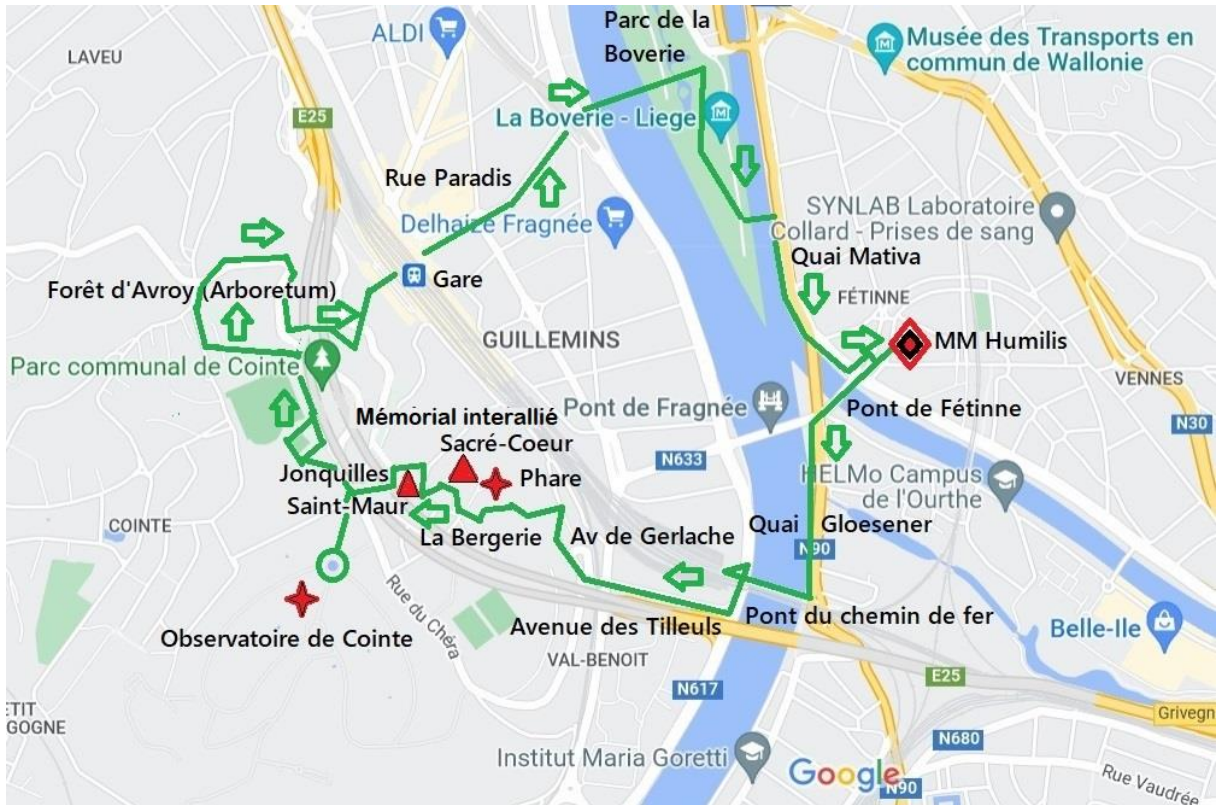 Parc de la
Boverie
ALDI
LAVEU
Musée des Transports en
commun de Wallonie
E25
La Boverie - Liege
Rue Paradis
SYNLAB Laboratoire
Collard - Prises de sang
Delhaize Fragnée
Quai Mativa
Gare
Forêt d'Avroy (Arboretum)
FÉTINNE
GUILLEMINS
MM Humilis
Parc communal de Cointe
VENNES
Pont de Fragnée
Pont de Fétinne
Mémorial interallié
Sacré-Coeur
N30
N633
Jonquilles
Phare
HELMo Campus
de l'Ourthe
Saint-Maur
COINTE
La Bergerie
Av de Gerlache
Quai
Gloesener
N90
Rue du Chéra
Pont du chemin de fer
Avenue des Tilleuls
Observatoire de Cointe
Belle-Ile
VAL-BENOIT
E25
N617
ETIT
GOGNE
Grivegn
N680
Institut Maria Goretti
Google
N90
Rue Vaudrée